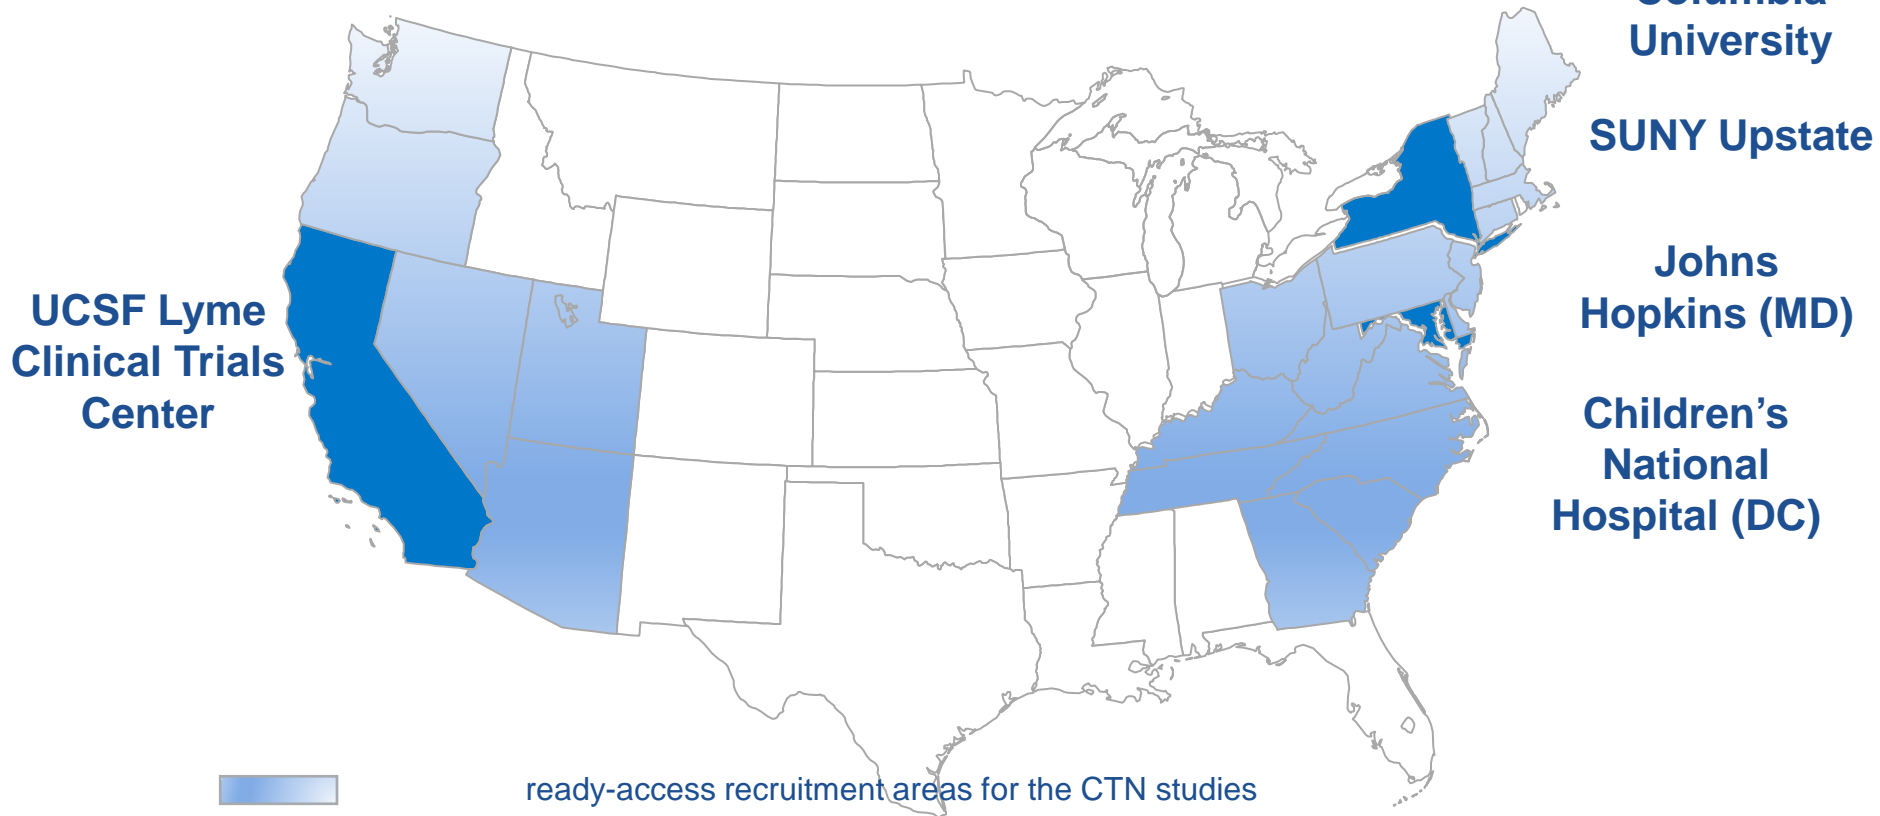 Columbia
University
SUNY Upstate
Johns
Hopkins (MD)
UCSF Lyme
Clinical Trials
Center
Children’s
National
Hospital (DC)
ready-access recruitment areas for the CTN studies